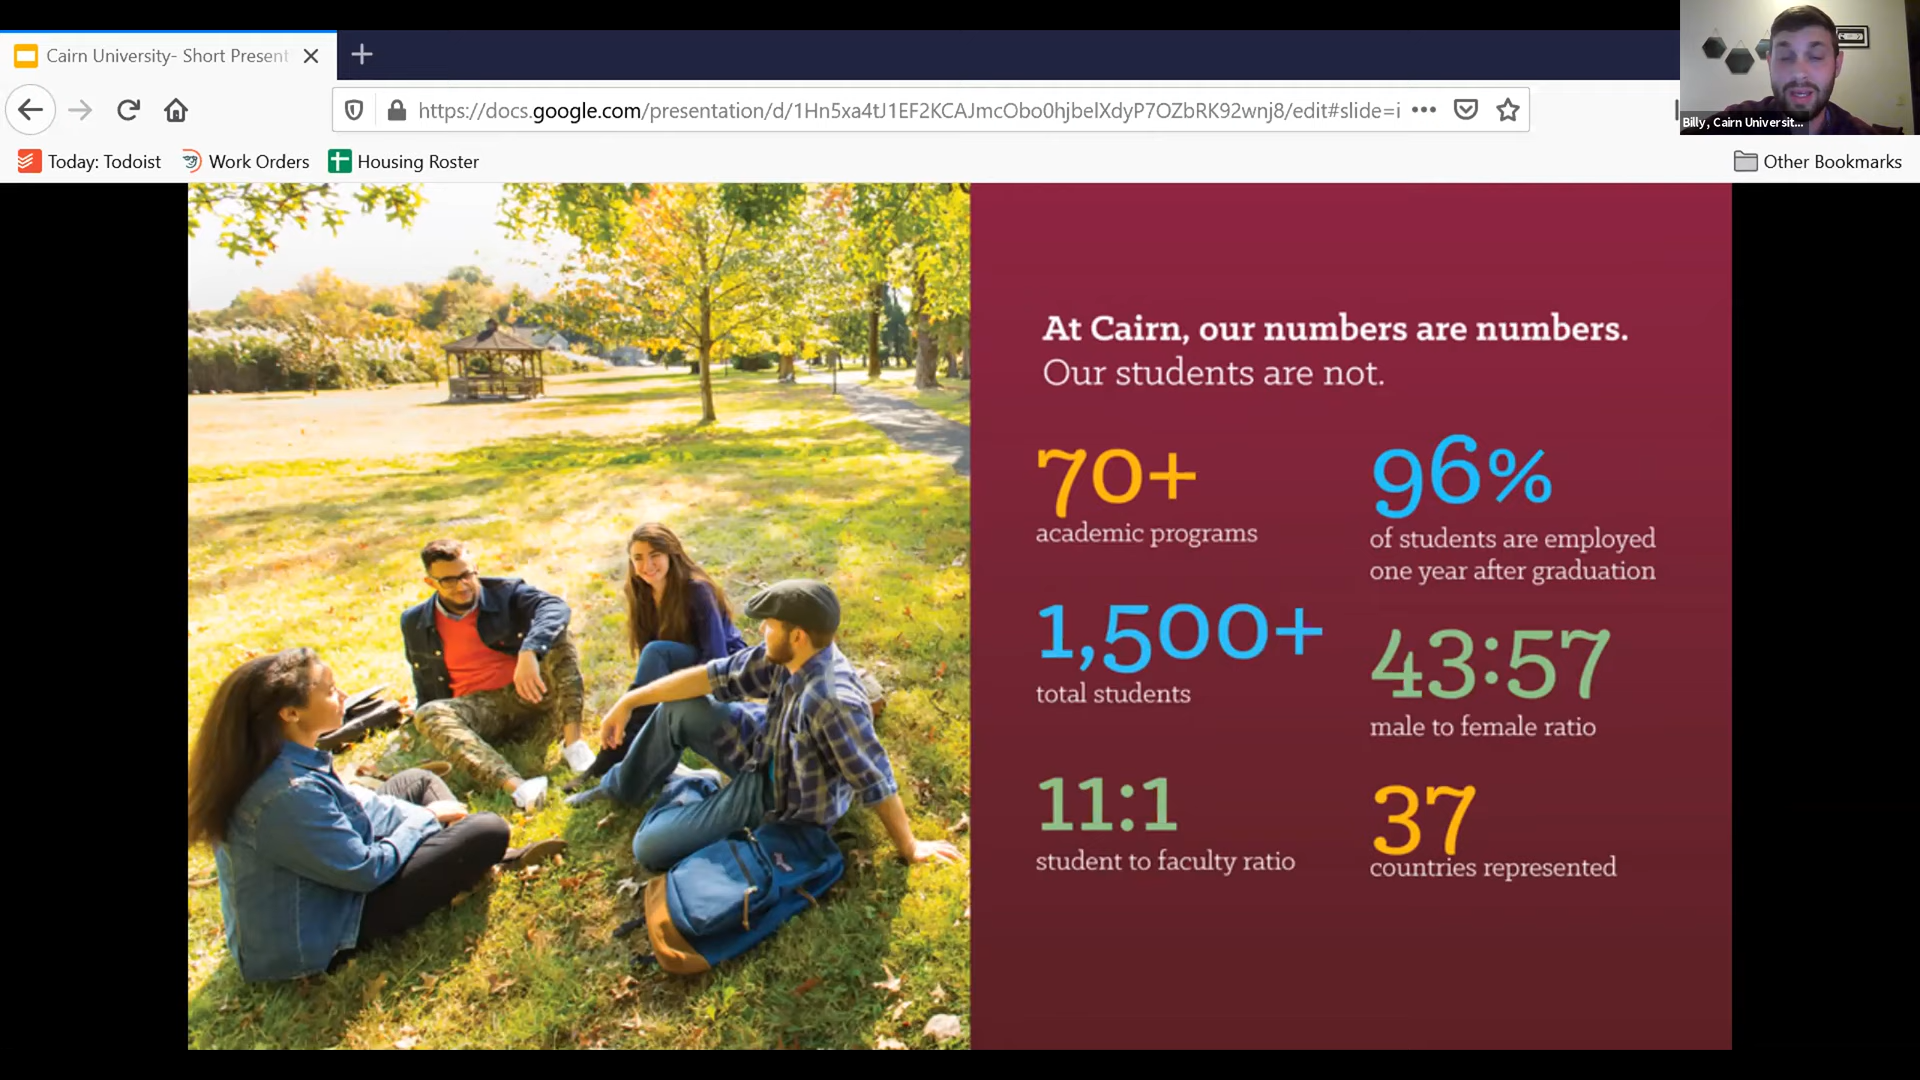 Cairn University- Short Present
https://docs.google.com/presentation/d/1Hn5xa4tJ1EF2KCAJmcObo0hjbelXdyP7OZbRK92wnj8/edit#slide=i
Billy, Cairn Universit...
Today: Todoist
Work Orders
Housing Roster
Other Bookmarks
At Cairn, our numbers are numbers.
Our students are not.
70+
academic programs
96%
of students are employed
one year after graduation
1,500+
total students
43:57
male to female ratio
11:1
student to faculty ratio
37
countries represented